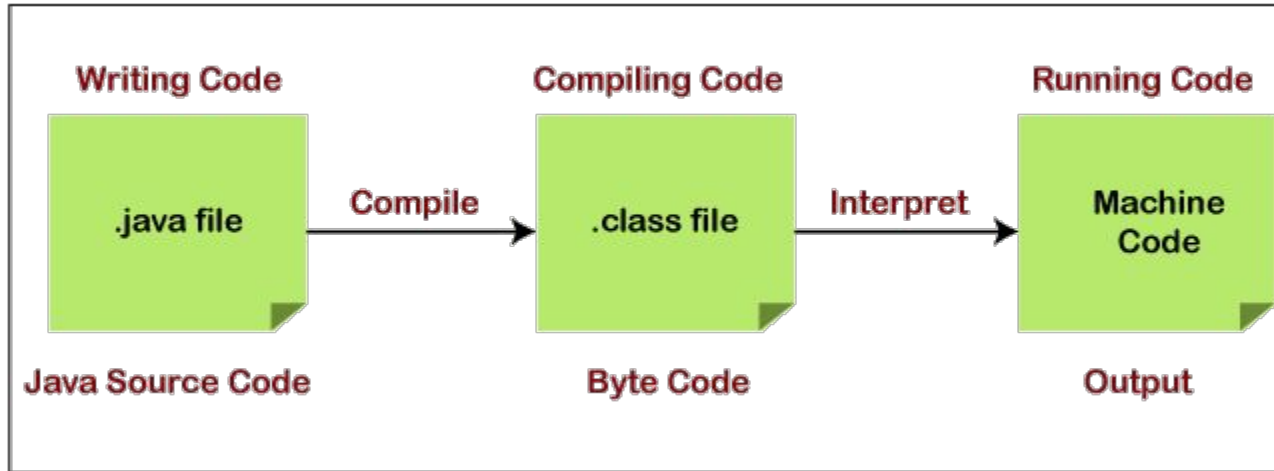 Writing Code
Compiling Code
Running Code
.java file
Compile
.class file
Interpret
Machine
Code
Java Source Code
Byte Code
Output